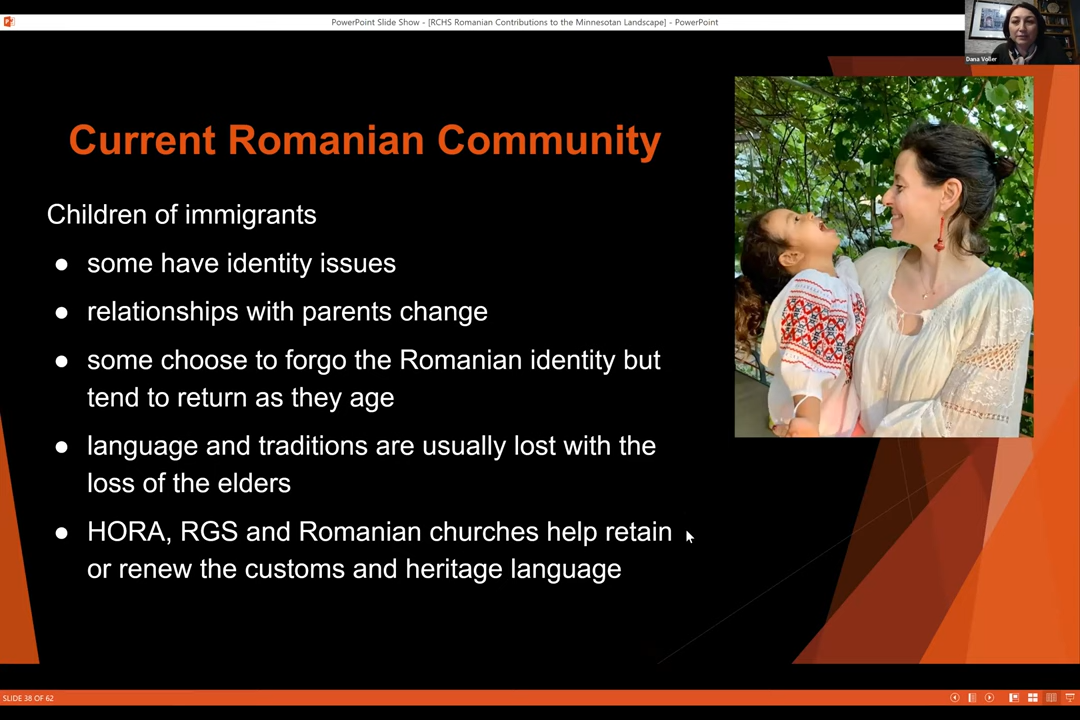 PowerPoint Slide Show - [RCHS Romanian Contributions to the Minnesotan Landscape] - PowerPoint
Dana Voller
Current Romanian Community
Children of immigrants
● some have identity issues
● relationships with parents change
● some choose to forgo the Romanian identity but
tend to return as they age
● language and traditions are usually lost with the
loss of the elders
● HORA, RGS and Romanian churches help retain
or renew the customs and heritage language
SLIDE 38 OF 62